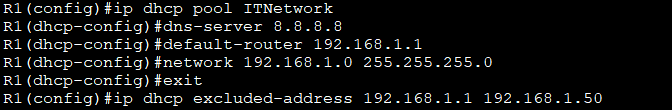 R1(config)#ip dhcp pool ITNetwork
R1(dhcp-config)#dns-server 8.8.8.8
R1(dhcp-config)#default-router 192.168.1.1
R1(dhcp-config)#network 192.168.1.0 255.255.255.0
R1(dhcp-config)#exit
R1(config)#ip dhcp excluded-address 192.168.1.1 192.168.1.50